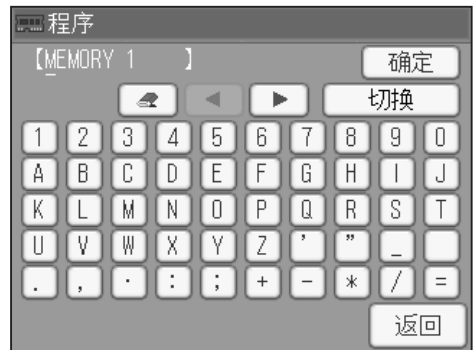 程序
【MEMORY 1 】
确定
切换
1 2 3 4 5 6 7 8 9 0
A B C D E F G H I J
K L M N O P Q R S T
U V W X Y Z ’ ” _
. , · : ; + − * / =
返回